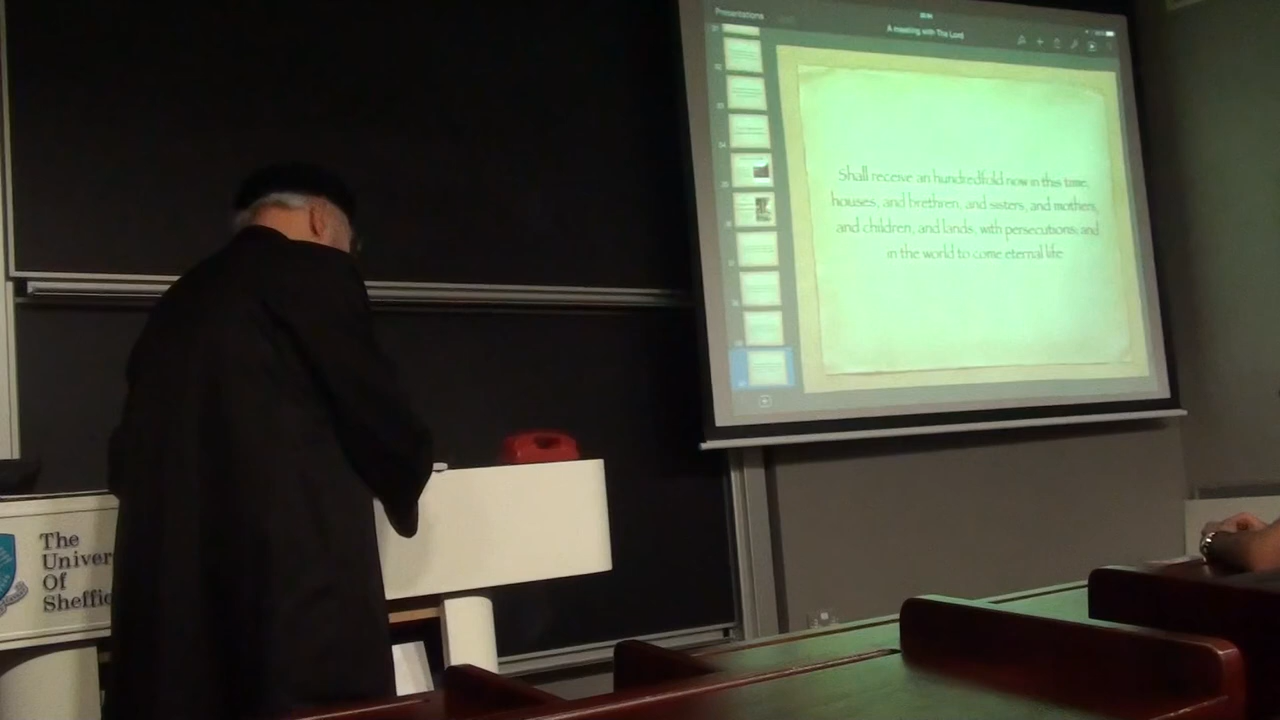 Presentations
A meeting with The Lord
Shall receive an hundredfold now in this time,
houses, and brethren, and sisters, and mothers,
and children, and lands, with persecutions; and
in the world to come eternal life
The
Univer
Of
Sheffie